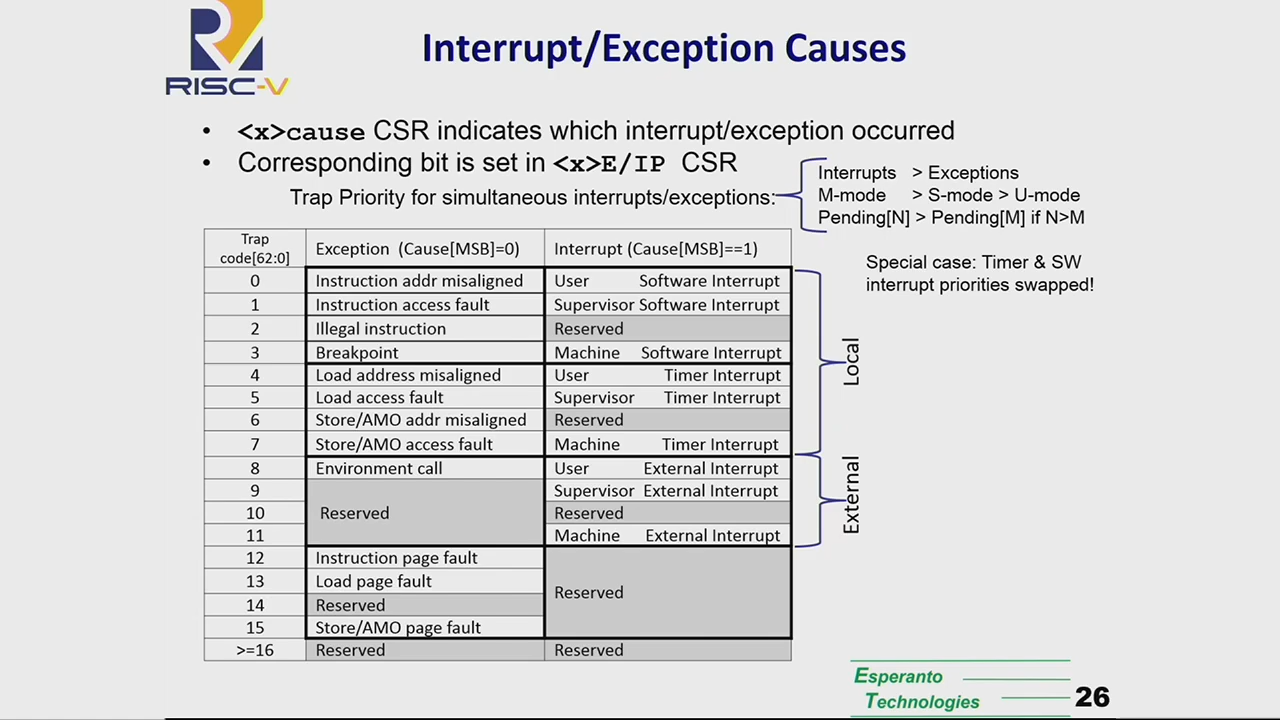 RISC-V
Interrupt/Exception Causes
• <x>cause CSR indicates which interrupt/exception occurred
• Corresponding bit is set in <x>E/IP CSR
Trap Priority for simultaneous interrupts/exceptions:
Interrupts > Exceptions
M-mode > S-mode > U-mode
Pending[N] > Pending[M] if N>M
Special case: Timer & SW
interrupt priorities swapped!
Trap code[62:0] Exception (Cause[MSB]=0) Interrupt (Cause[MSB]==1)
0 Instruction addr misaligned User Software Interrupt
1 Instruction access fault Supervisor Software Interrupt
2 Illegal instruction Reserved
3 Breakpoint Machine Software Interrupt
4 Load address misaligned User Timer Interrupt
5 Load access fault Supervisor Timer Interrupt
6 Store/AMO addr misaligned Reserved
7 Store/AMO access fault Machine Timer Interrupt
8 Environment call User External Interrupt
9 Supervisor External Interrupt
10 Reserved Reserved
11 Machine External Interrupt
12 Instruction page fault
13 Load page fault Reserved
14 Reserved
15 Store/AMO page fault
>=16 Reserved Reserved
Local
External
Esperanto
Technologies
26